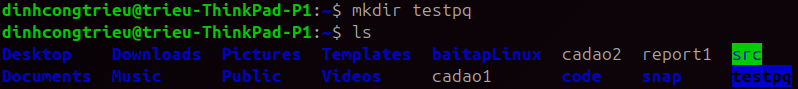 dinhcongtrieu@trieu-ThinkPad-P1:~$ mkdir testpq
dinhcongtrieu@trieu-ThinkPad-P1:~$ ls
Desktop Downloads Pictures Templates baitapLinux cadao2 report1 src
Documents Music Public Videos cadao1 code snap testpq